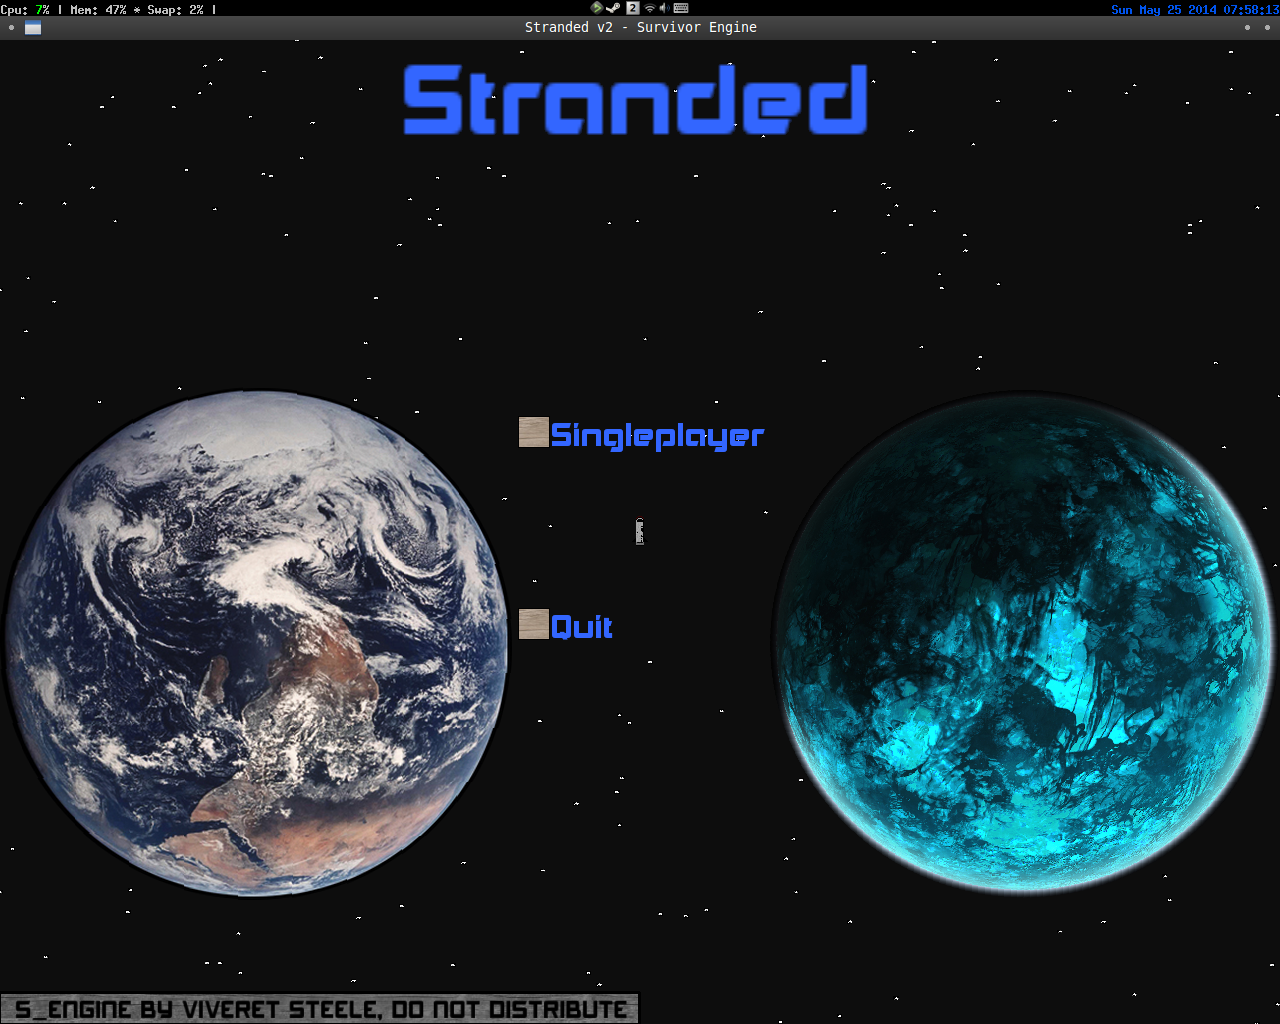 Cpu: 7% | Mem: 47% * Swap: 2% |
2
Sun May 25 2014 07:58:13
Stranded v2 - Survivor Engine
Stranded
Singleplayer
Quit
S_ENGINE BY VIVERET STEELE, DO NOT DISTRIBUTE